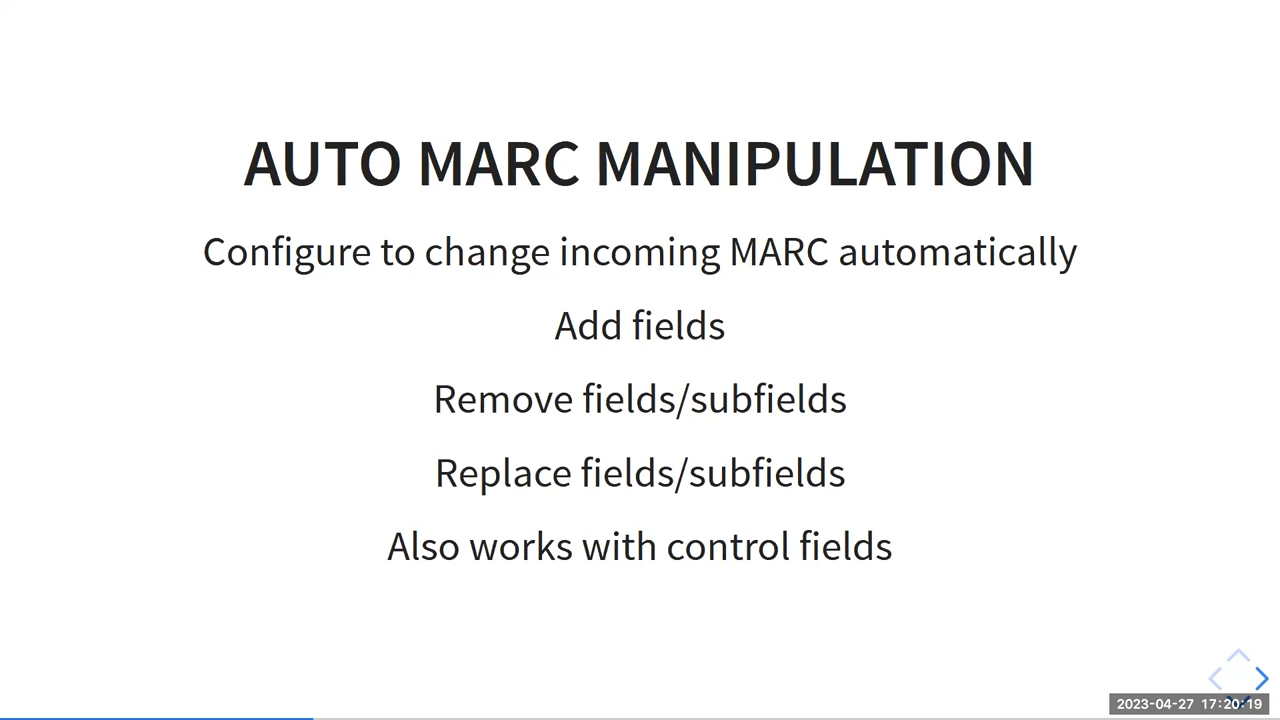 AUTO MARC MANIPULATION
Configure to change incoming MARC automatically
Add fields
Remove fields/subfields
Replace fields/subfields
Also works with control fields
2023-04-27 17:20:19